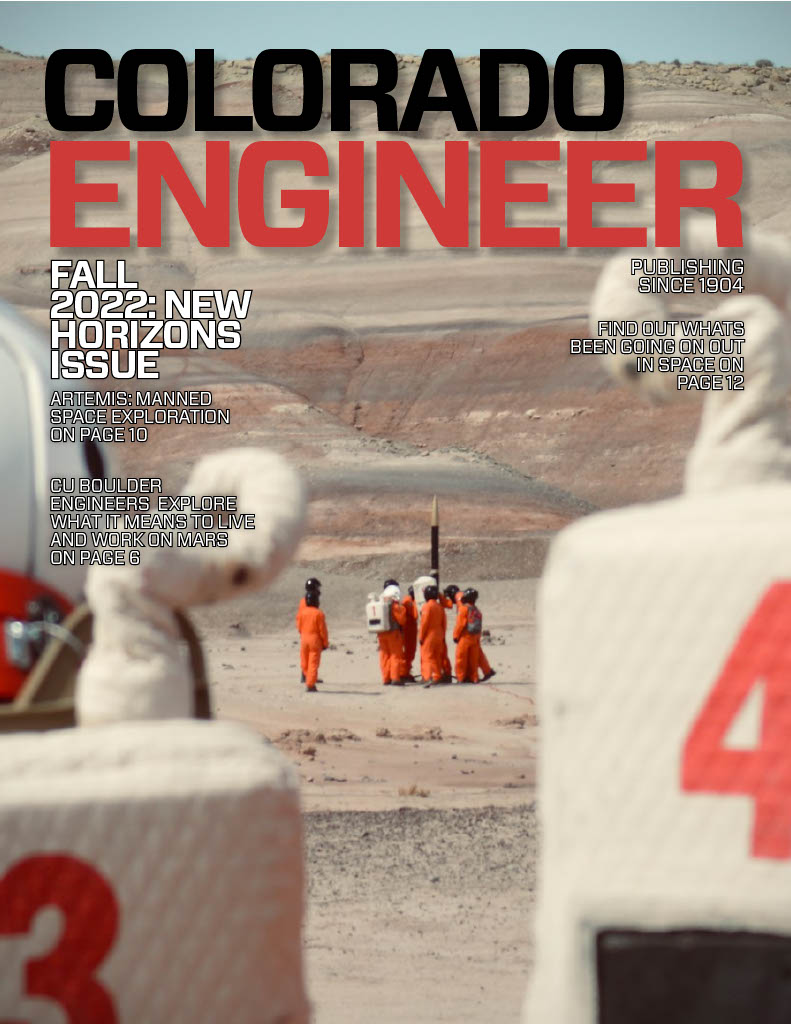 COLORADO
ENGINEER
FALL
2022: NEW
HORIZONS
ISSUE
ARTEMIS: MANNED
SPACE EXPLORATION
ON PAGE 10
CU BOULDER
ENGINEERS EXPLORE
WHAT IT MEANS TO LIVE
AND WORK ON MARS
ON PAGE 6
PUBLISHING
SINCE 1904
FIND OUT WHATS
BEEN GOING ON OUT
IN SPACE ON
PAGE 12
1
3
4